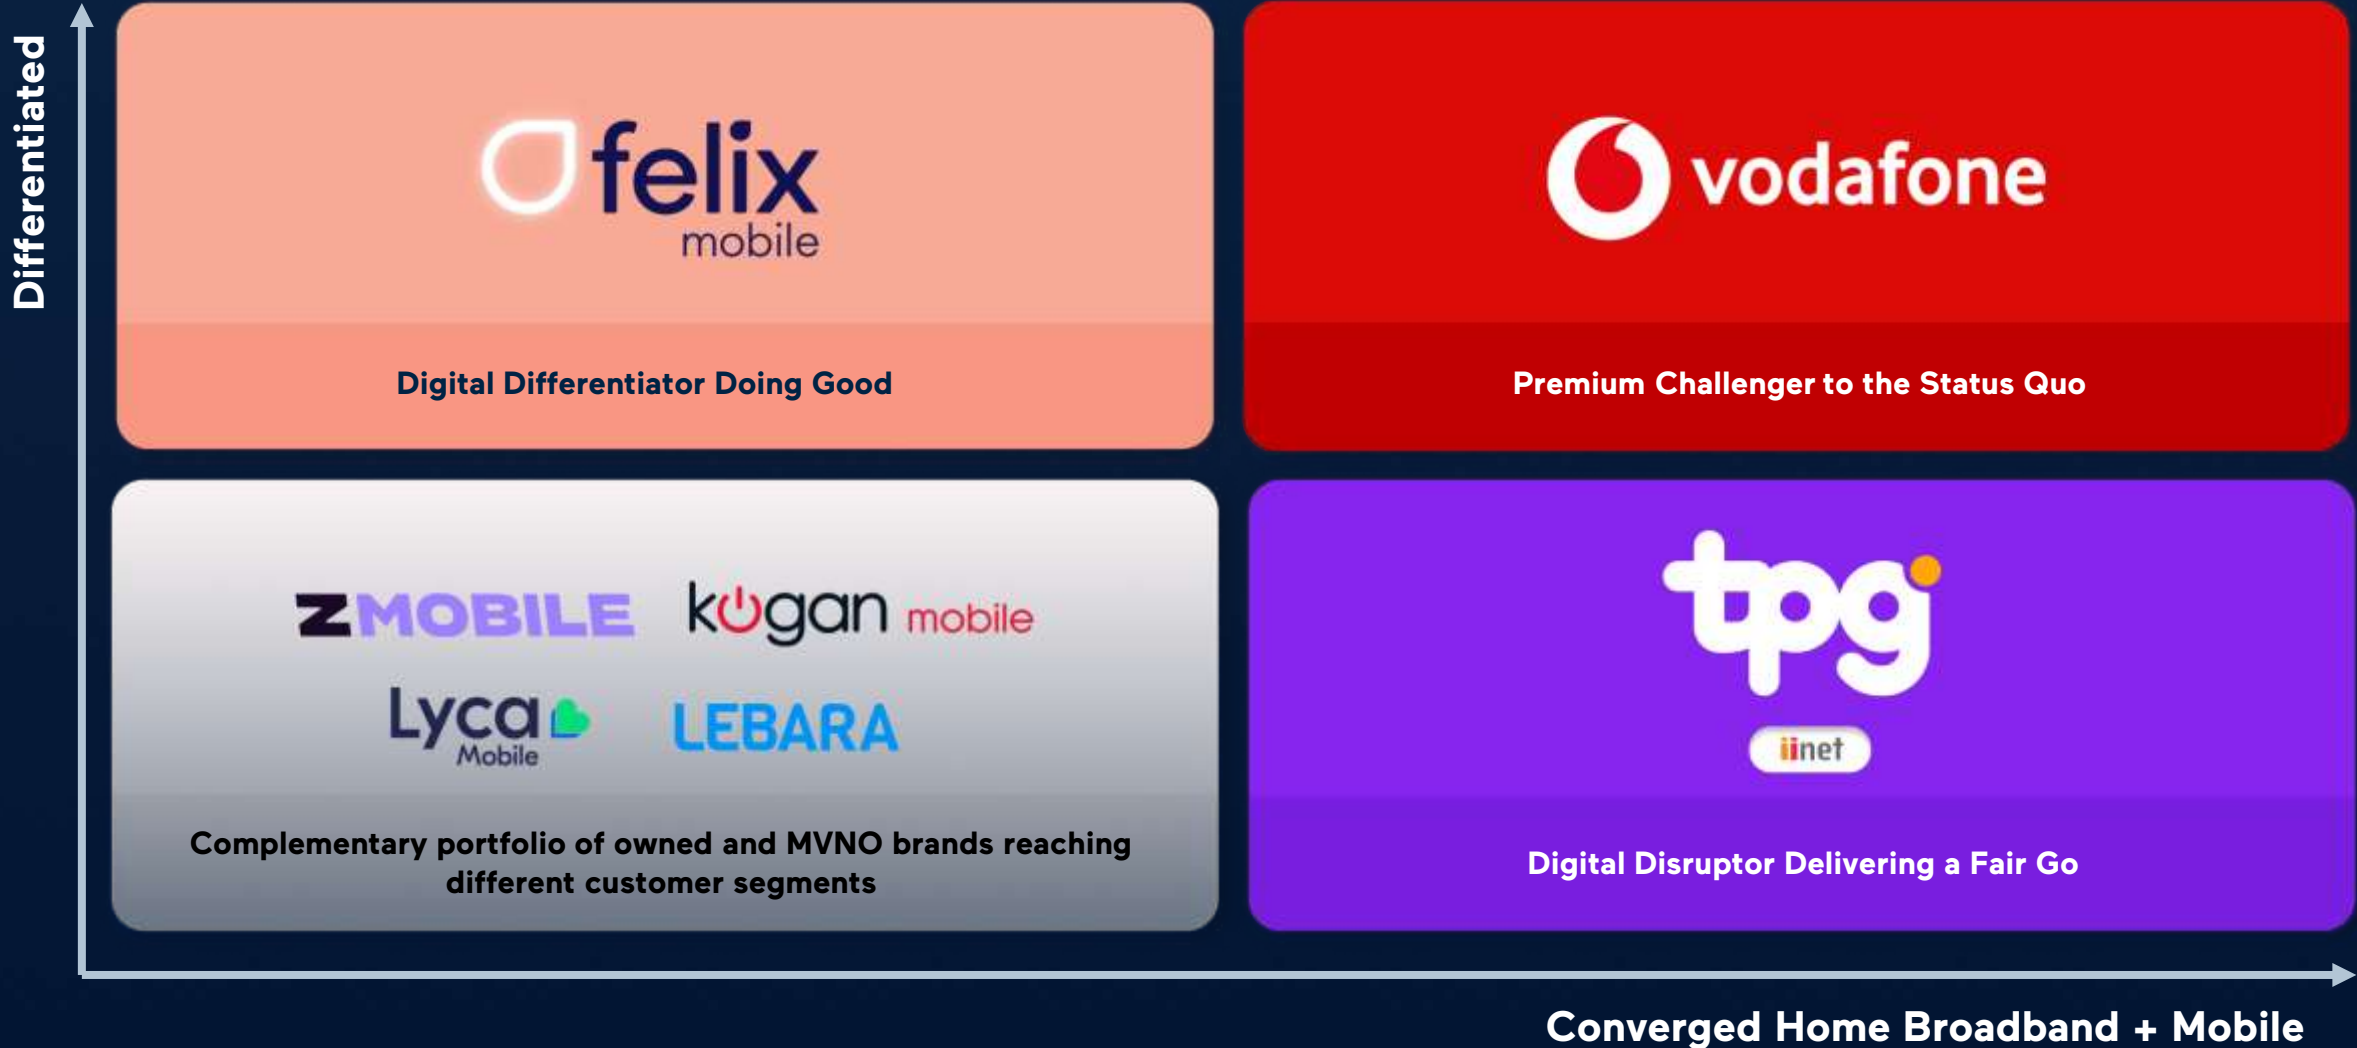 Differentiated
felix
mobile
Digital Differentiator Doing Good
vodafone
Premium Challenger to the Status Quo
ZMOBILE
kogan mobile
Lyca
Mobile
LEBARA
Complementary portfolio of owned and MVNO brands reaching
different customer segments
tpg
iinet
Digital Disruptor Delivering a Fair Go
Converged Home Broadband + Mobile